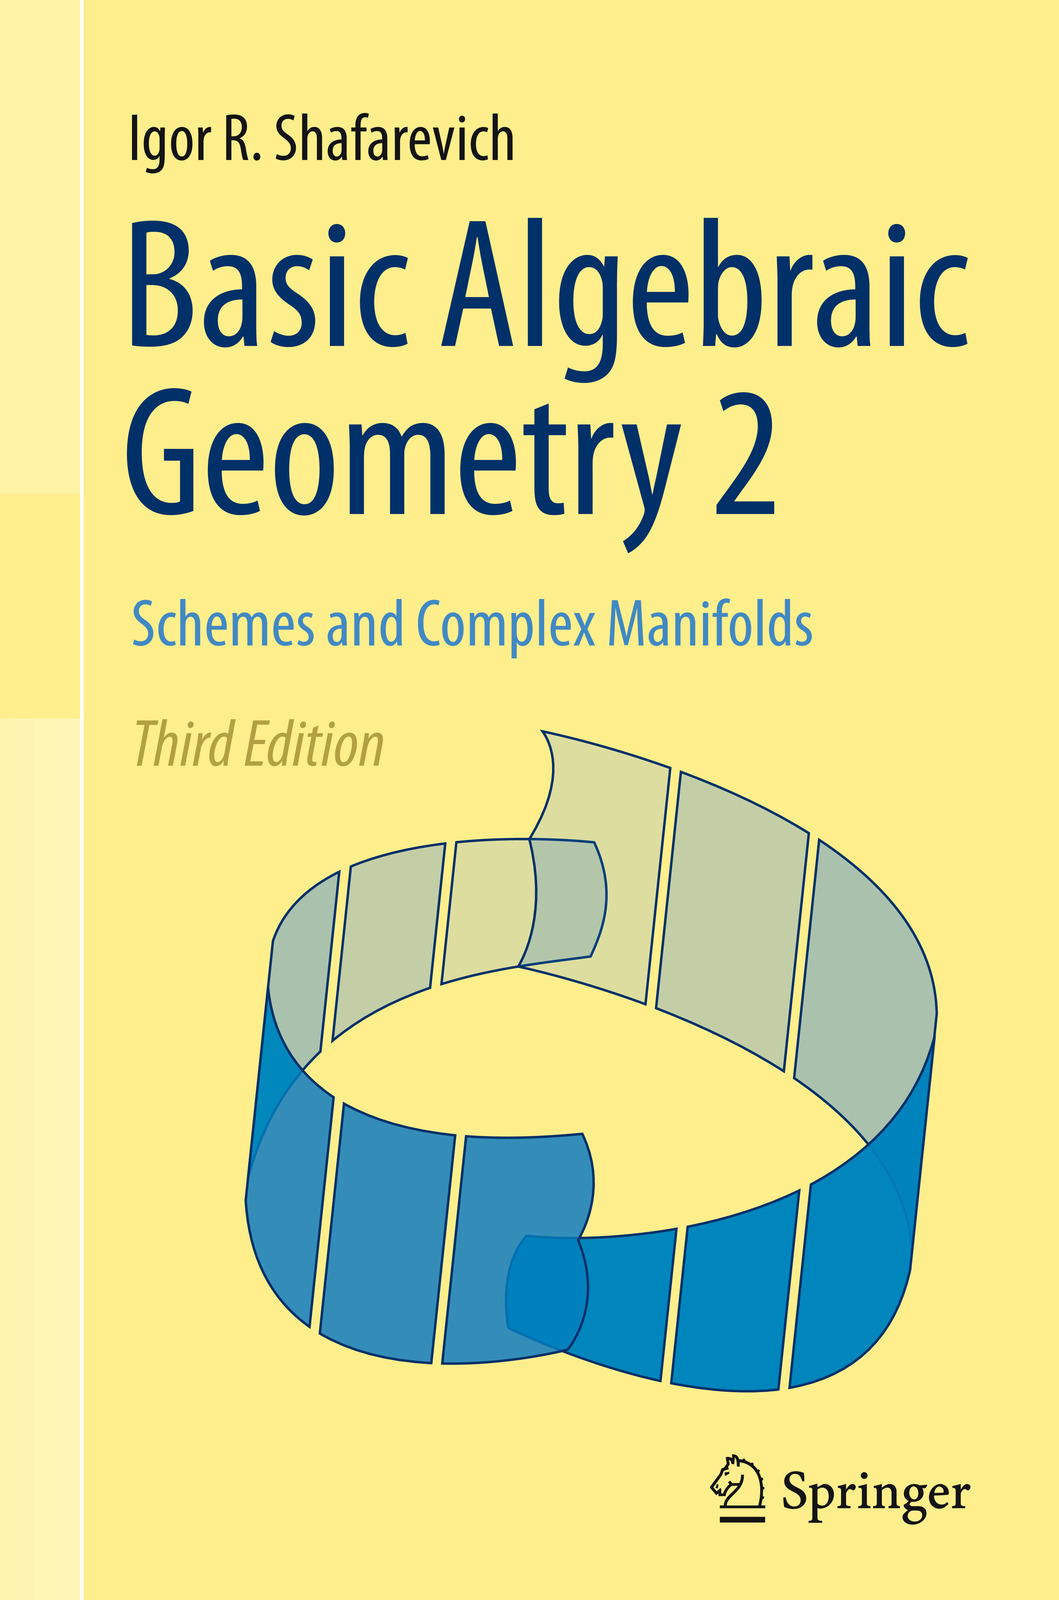 Igor R. Shafarevich
Basic Algebraic
Geometry 2
Schemes and Complex Manifolds
Third Edition
Springer